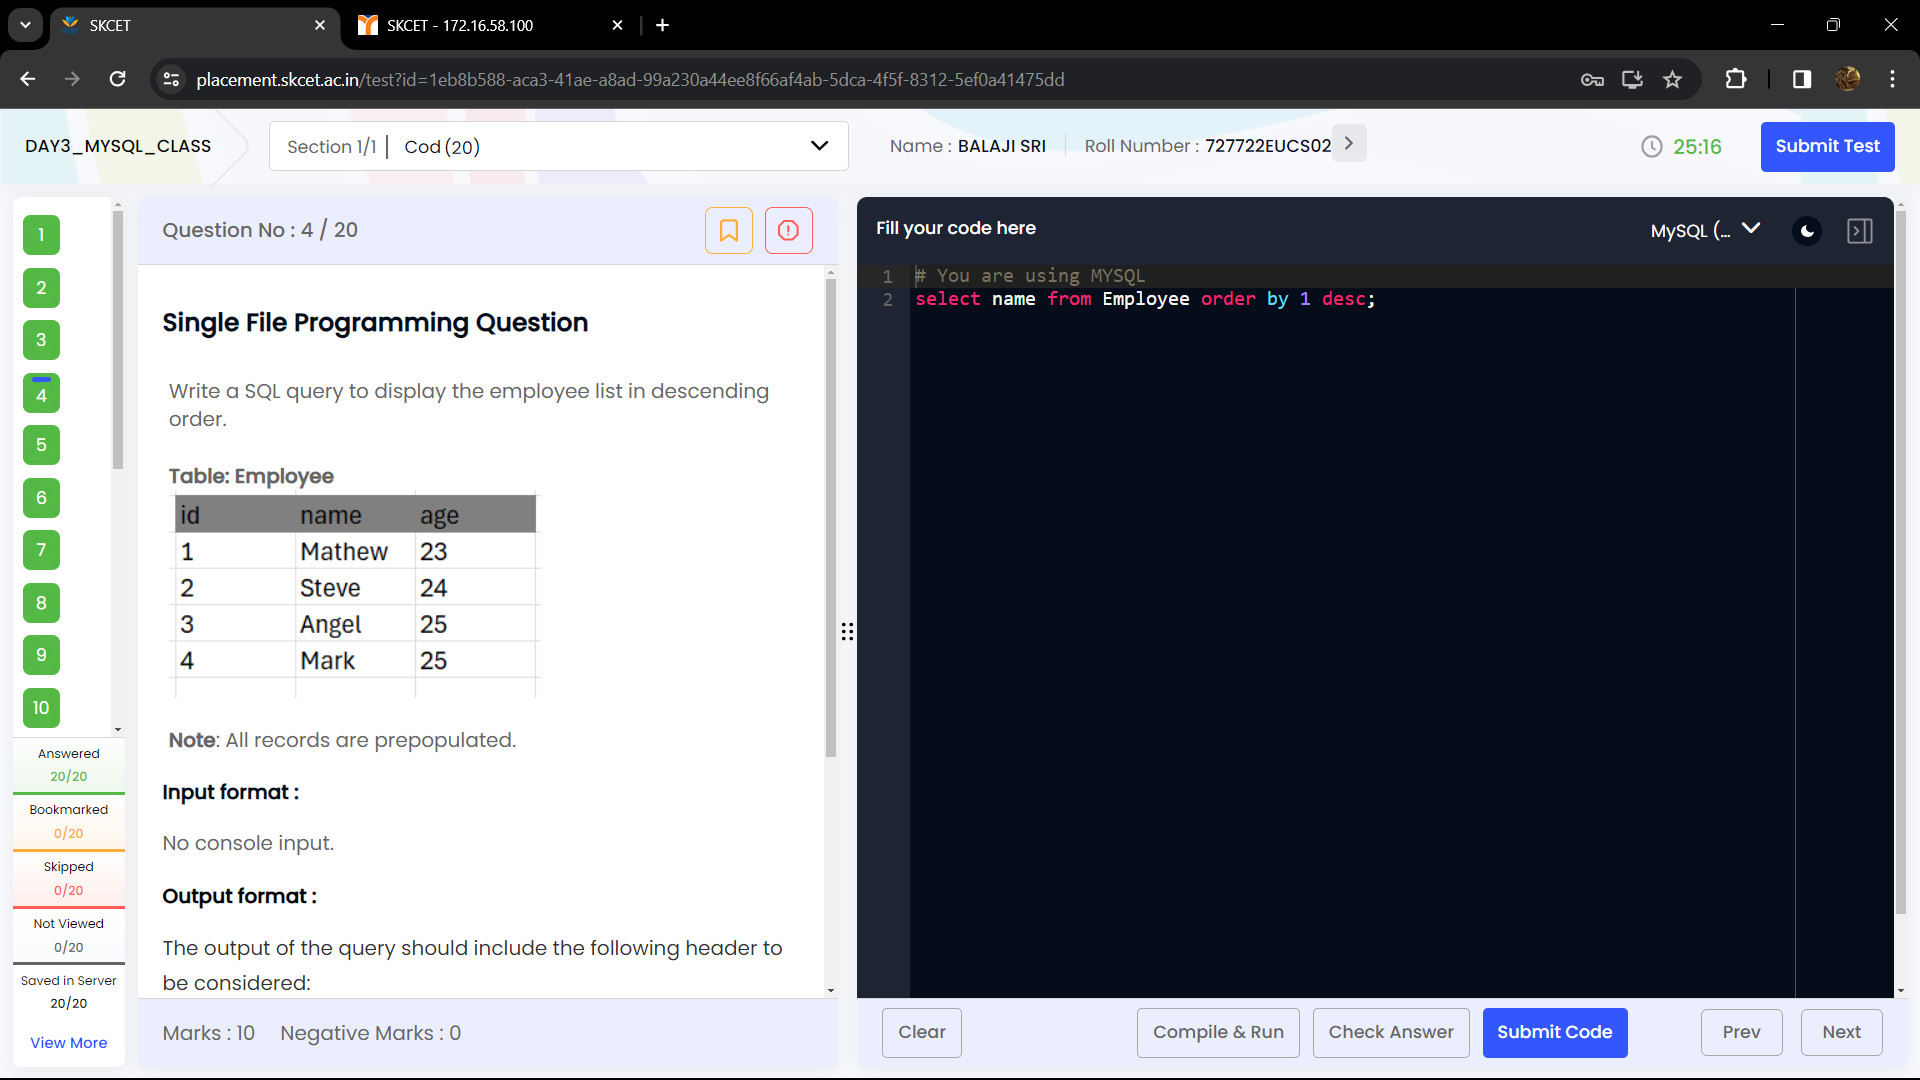 SKCET
SKCET - 172.16.58.100
placement.skcet.ac.in/test?id=1eb8b588-aca3-41ae-a8ad-99a230a44ee8f66af4ab-5dca-4f5f-8312-5ef0a41475dd
DAY3_MYSQL_CLASS
Section 1/1 | Cod (20)
Name : BALAJI SRI
Roll Number : 727722EUCS02
25:16
Submit Test
1
2
3
4
5
6
7
8
9
10
Answered
20/20
Bookmarked
0/20
Skipped
0/20
Not Viewed
0/20
Saved in Server
20/20
View More
Question No : 4 / 20
Single File Programming Question
Write a SQL query to display the employee list in descending
order.
Table: Employee
id name age
1 Mathew 23
2 Steve 24
3 Angel 25
4 Mark 25
Note: All records are prepopulated.
Input format :
No console input.
Output format :
The output of the query should include the following header to
be considered:
Marks : 10 Negative Marks : 0
Fill your code here
MySQL (...
1 # You are using MYSQL
2 select name from Employee order by 1 desc;
Clear
Compile & Run
Check Answer
Submit Code
Prev
Next